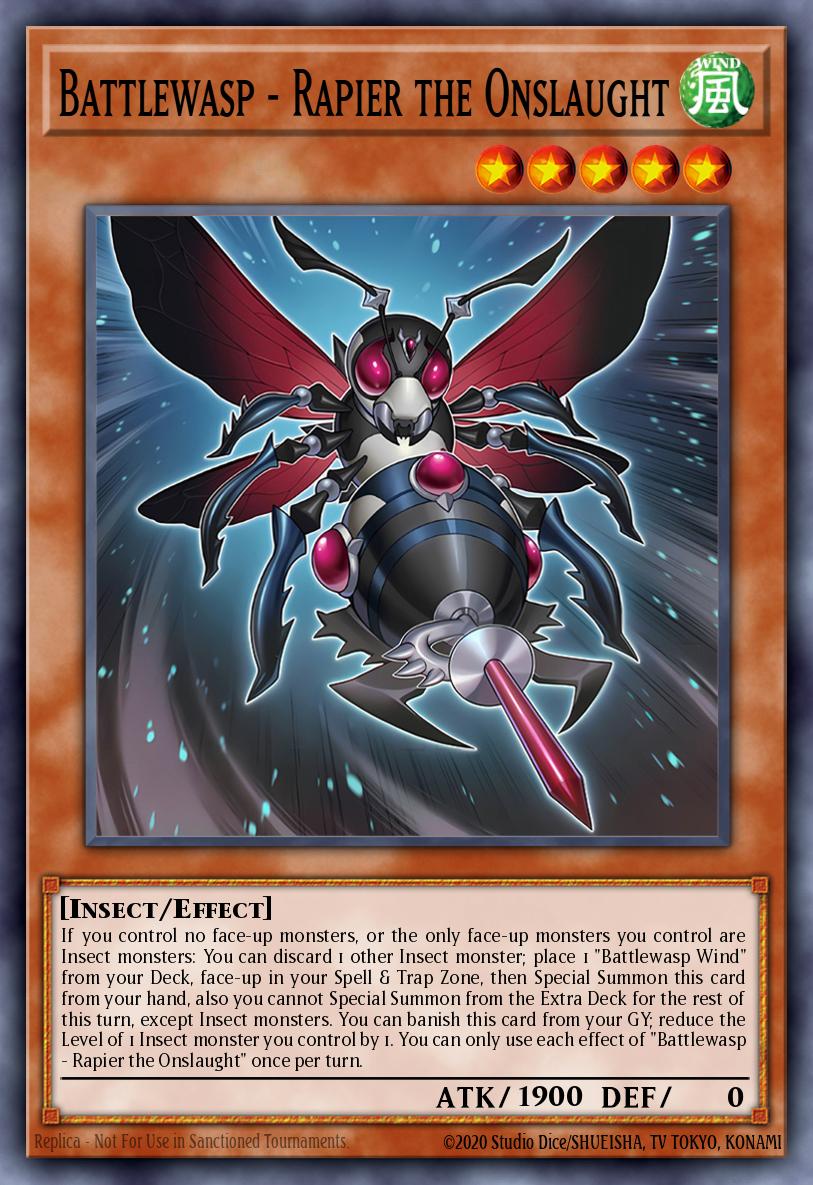 Battlewasp - Rapier the Onslaught
WIND
風
[Insect/Effect]
If you control no face-up monsters, or the only face-up monsters you control are
Insect monsters: You can discard 1 other Insect monster; place 1 "Battlewasp Wind"
from your Deck, face-up in your Spell & Trap Zone, then Special Summon this card
from your hand, also you cannot Special Summon from the Extra Deck for the rest of
this turn, except Insect monsters. You can banish this card from your GY; reduce the
Level of 1 Insect monster you control by 1. You can only use each effect of "Battlewasp
- Rapier the Onslaught" once per turn.
ATK/ 1900 DEF/ 0
Replica - Not For Use in Sanctioned Tournaments.
©2020 Studio Dice/SHUEISHA, TV TOKYO, KONAMI